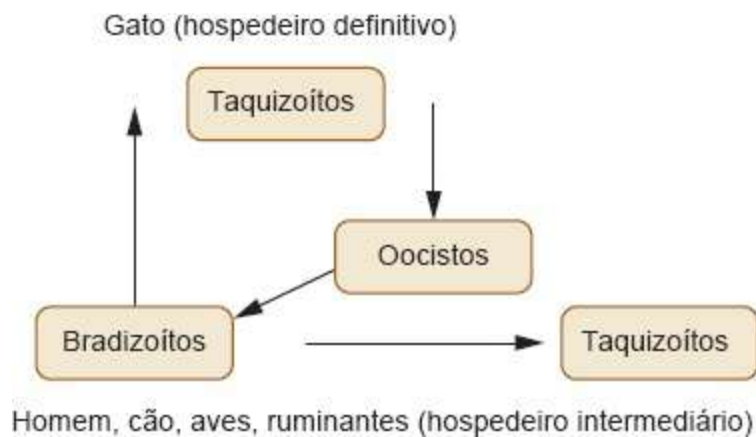 Gato (hospedeiro definitivo)
Taquizoítos
Oocistos
Bradizoítos
Taquizoítos
Homem, cão, aves, ruminantes (hospedeiro intermediário)